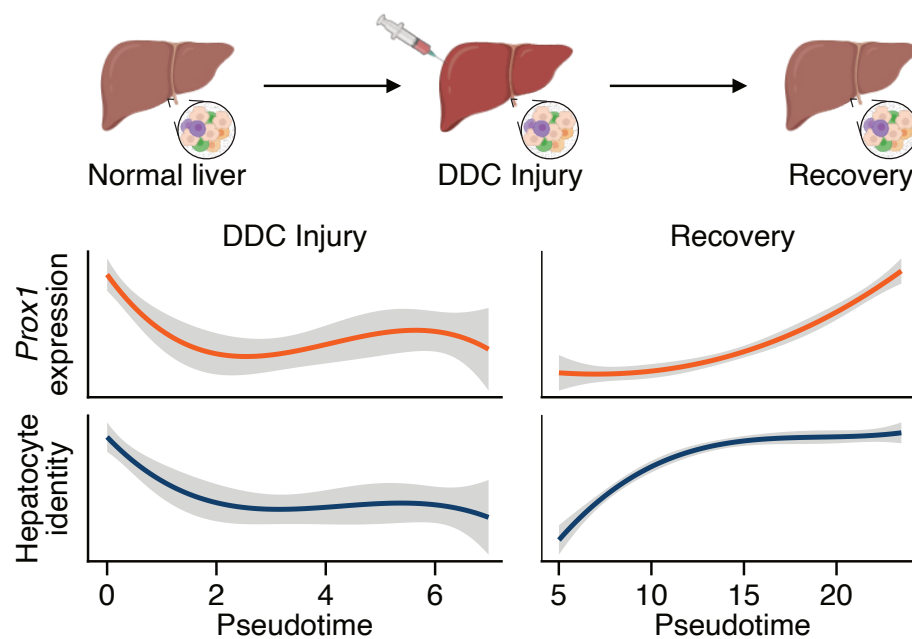 Normal liver
DDC Injury
Recovery
DDC Injury
Recovery
Prox1
expression
Hepatocyte
identity
0 2 4 6
5 10 15 20
Pseudotime
Pseudotime